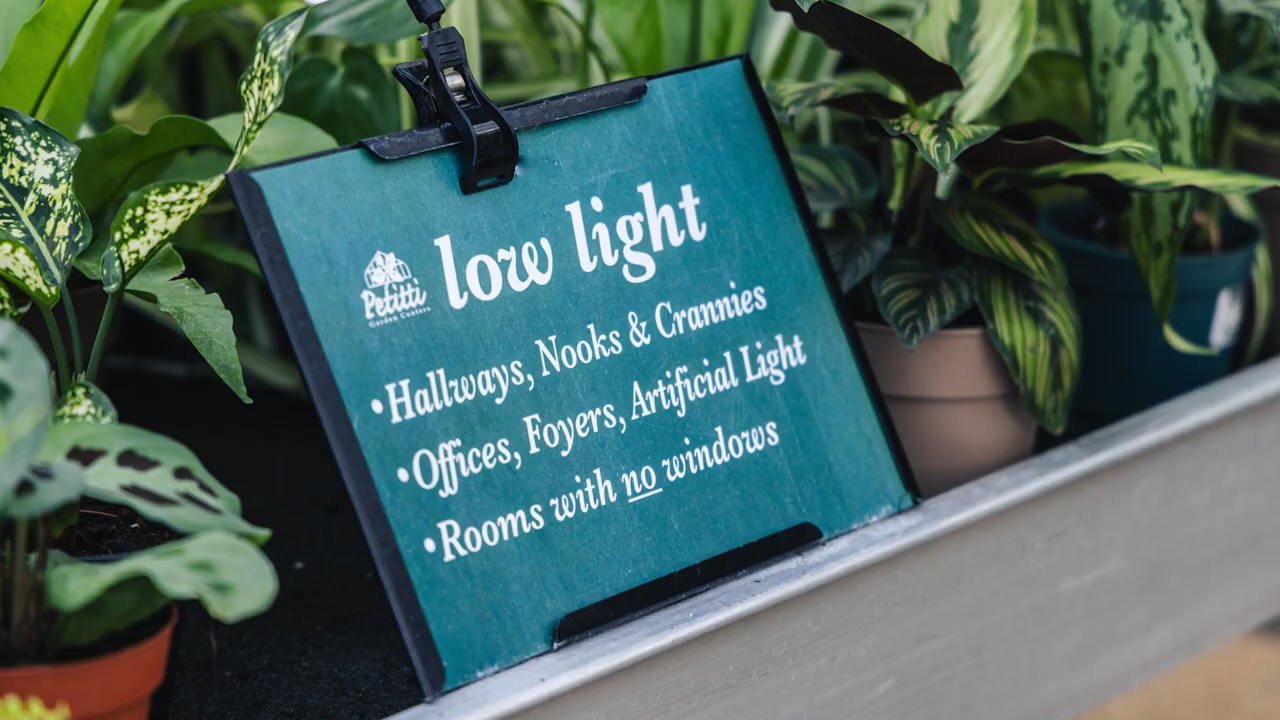 low light
Petitti
Garden Centers
• Hallways, Nooks & Crannies
• Offices, Foyers, Artificial Light
• Rooms with no windows